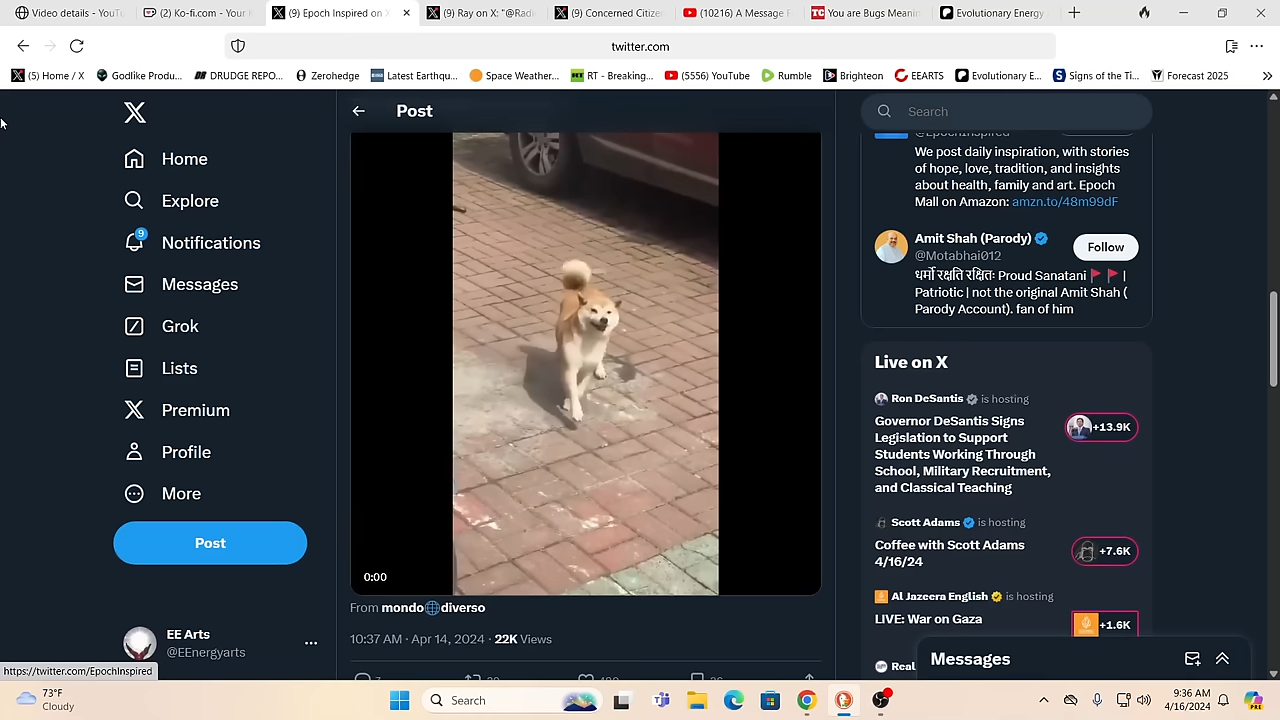 Video details - YouTu
(2) Ko-fi.com - Your
(9) Epoch Inspired on
(9) Ray on X: "@Radi
(9) Concerned Citize
(10216) A Message F
TC You are Bugs Meanin
Evolutionary Energy
twitter.com
(5) Home / X
Godlike Produ...
DRUDGE REPO...
Zerohedge
Latest Earthqu...
Space Weather...
RT RT - Breaking...
(5556) YouTube
Rumble
Brighteon
EEARTS
Evolutionary E...
Signs of the Ti...
Forecast 2025
Home
Explore
9
Notifications
Messages
Grok
Lists
Premium
Profile
More
Post
EE Arts
@EEnergyarts
https://twitter.com/EpochInspired
Post
0:00
From mondo🌐diverso
10:37 AM · Apr 14, 2024 · 22K Views
Search
@EpochInspired
We post daily inspiration, with stories
of hope, love, tradition, and insights
about health, family and art. Epoch
Mall on Amazon: amzn.to/48m99dF
Amit Shah (Parody)
Follow
@Motabhai012
धर्मो रक्षति रक्षितः Proud Sanatani 🚩 🚩 |
Patriotic | not the original Amit Shah (
Parody Account). fan of him
Live on X
Ron DeSantis is hosting
Governor DeSantis Signs
Legislation to Support
Students Working Through
School, Military Recruitment,
and Classical Teaching
+13.9K
Scott Adams is hosting
Coffee with Scott Adams
4/16/24
+7.6K
Al Jazeera English is hosting
LIVE: War on Gaza
+1.6K
Real
Messages
73°F
Search
9:36 AM
4/16/2024
PRE